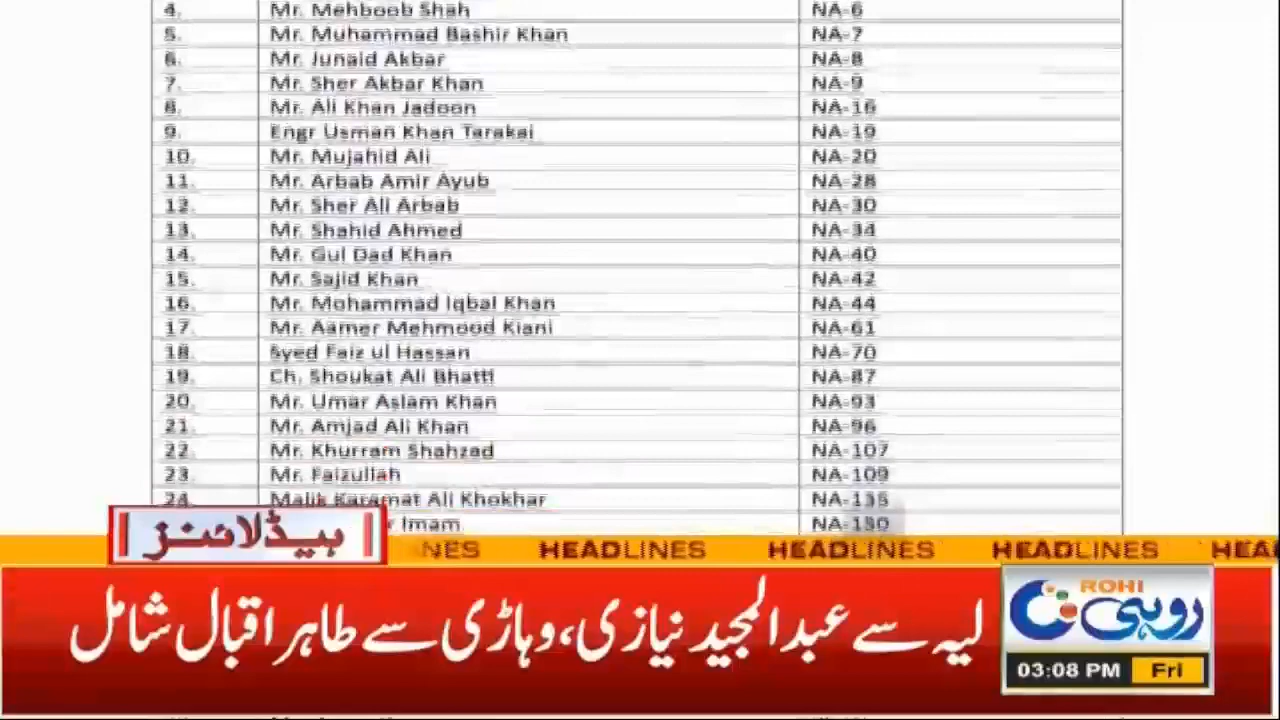 4. Mr. Mehboob Shah NA-6
5. Mr. Muhammad Bashir Khan NA-7
6. Mr. Junaid Akbar NA-8
7. Mr. Sher Akbar Khan NA-9
8. Mr. Ali Khan Jadoon NA-16
9. Engr Usman Khan Tarakai NA-19
10. Mr. Mujahid Ali NA-20
11. Mr. Arbab Amir Ayub NA-28
12. Mr. Sher Ali Arbab NA-30
13. Mr. Shahid Ahmed NA-34
14. Mr. Gul Dad Khan NA-40
15. Mr. Sajid Khan NA-42
16. Mr. Mohammad Iqbal Khan NA-44
17. Mr. Aamer Mehmood Kiani NA-61
18. Syed Faiz ul Hassan NA-70
19. Ch. Shoukat Ali Bhatti NA-87
20. Mr. Umar Aslam Khan NA-93
21. Mr. Amjad Ali Khan NA-96
22. Mr. Khurram Shahzad NA-107
23. Mr. Faizullah NA-109
24. Malik Karamat Ali Khokhar NA-135
Imam NA-150
ہیڈلائنز
NES HEADLINES HEADLINES HEADLINES HEA
لیہ سے عبدالمجید نیازی، وہاڑی سے طاہر اقبال شامل
ROHI
روہی
03:08 PM Fri